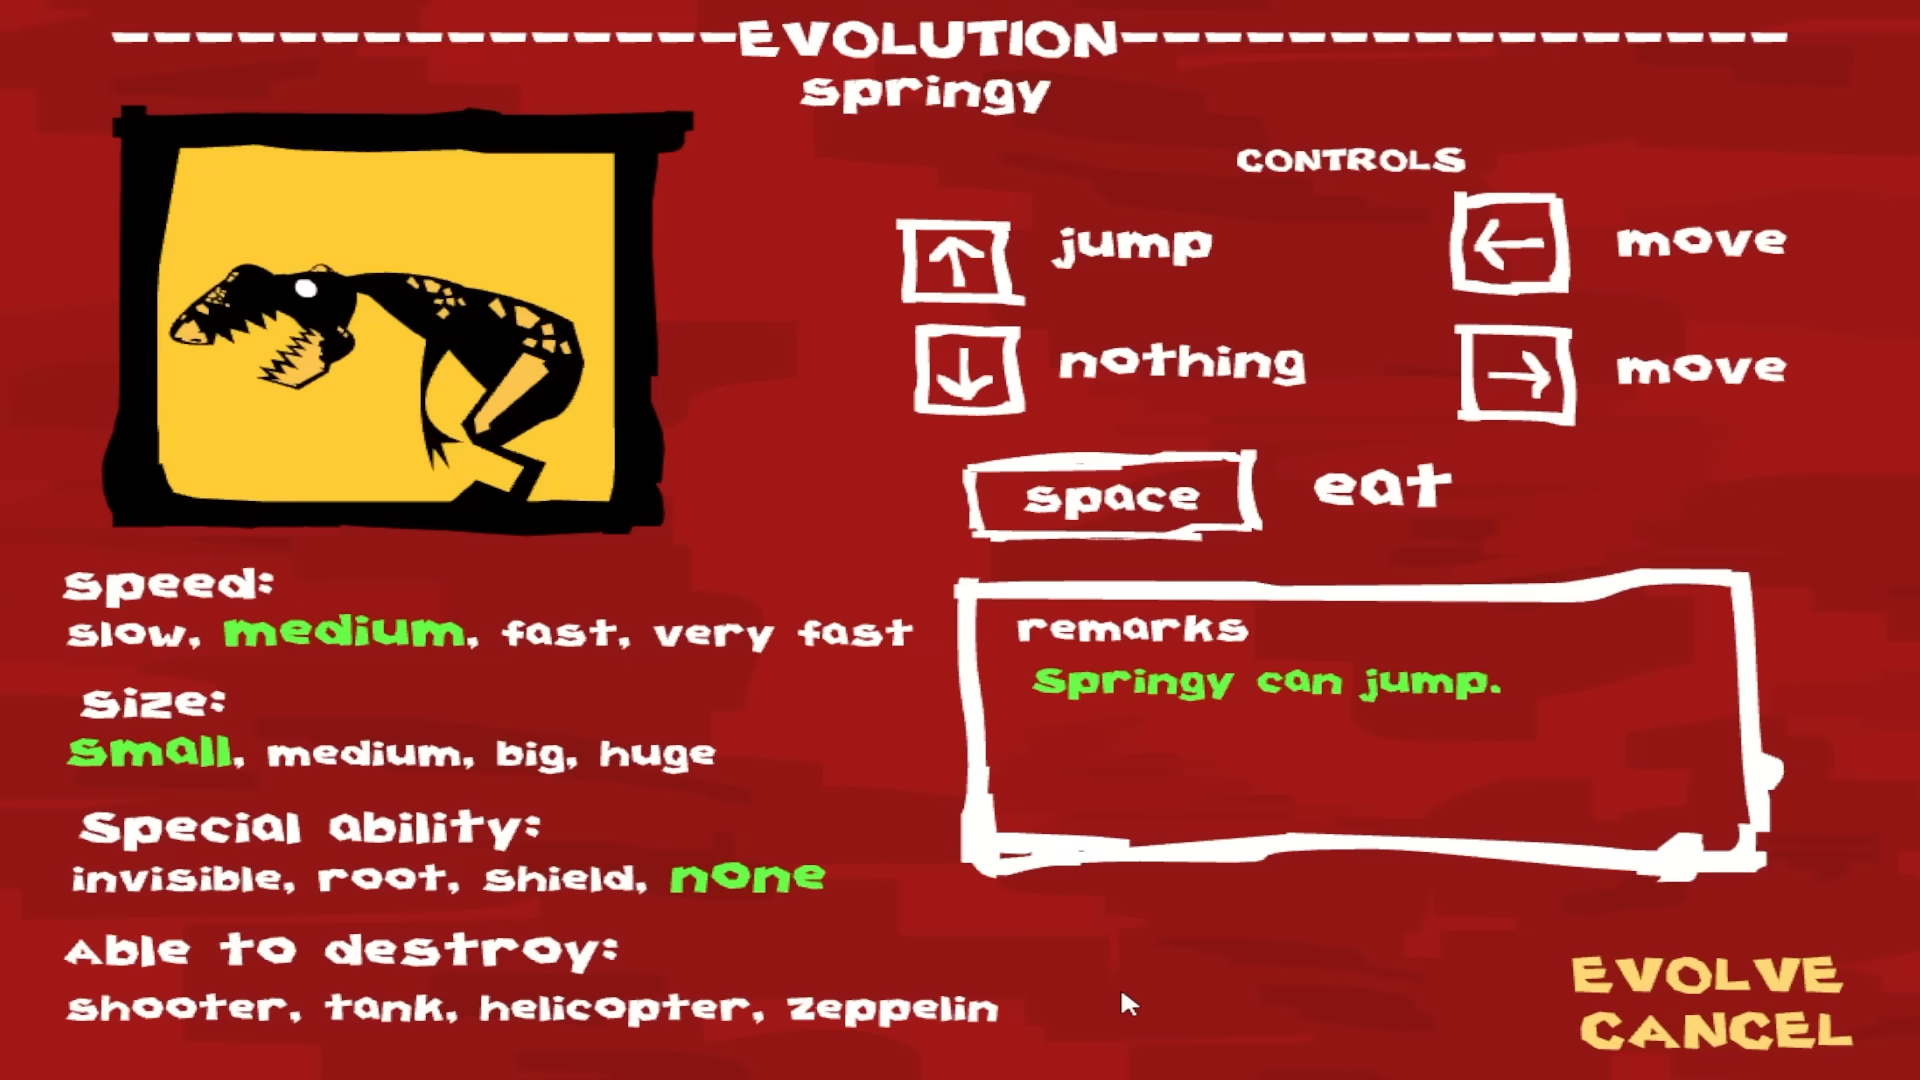 EVOLUTION
springy
CONTROLS
jump
move
nothing
move
space
eat
speed:
slow, medium, fast, very fast
size:
small, medium, big, huge
Special ability:
invisible, root, shield, none
Able to destroy:
shooter, tank, helicopter, zeppelin
remarks
Springy can jump.
EVOLVE
CANCEL